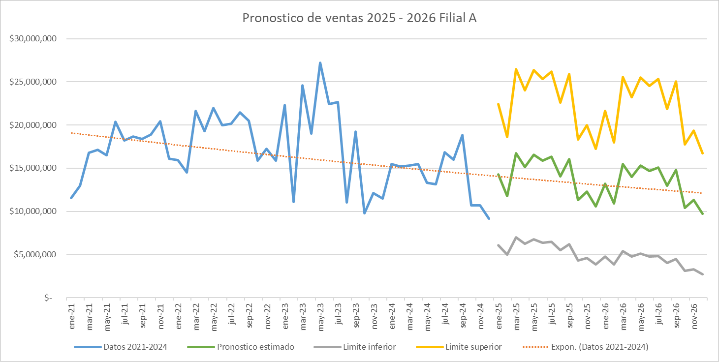 Pronostico de ventas 2025 - 2026 Filial A
$30,000,000
$25,000,000
$20,000,000
$15,000,000
$10,000,000
$5,000,000
$-
ene-21 mar-21 may-21 jul-21 sep-21 nov-21 ene-22 mar-22 may-22 jul-22 sep-22 nov-22 ene-23 mar-23 may-23 jul-23 sep-23 nov-23 ene-24 mar-24 may-24 jul-24 sep-24 nov-24 ene-25 mar-25 may-25 jul-25 sep-25 nov-25 ene-26 mar-26 may-26 jul-26 sep-26 nov-26
Datos 2021-2024 Pronostico estimado Limite inferior Limite superior Expon. (Datos 2021-2024)